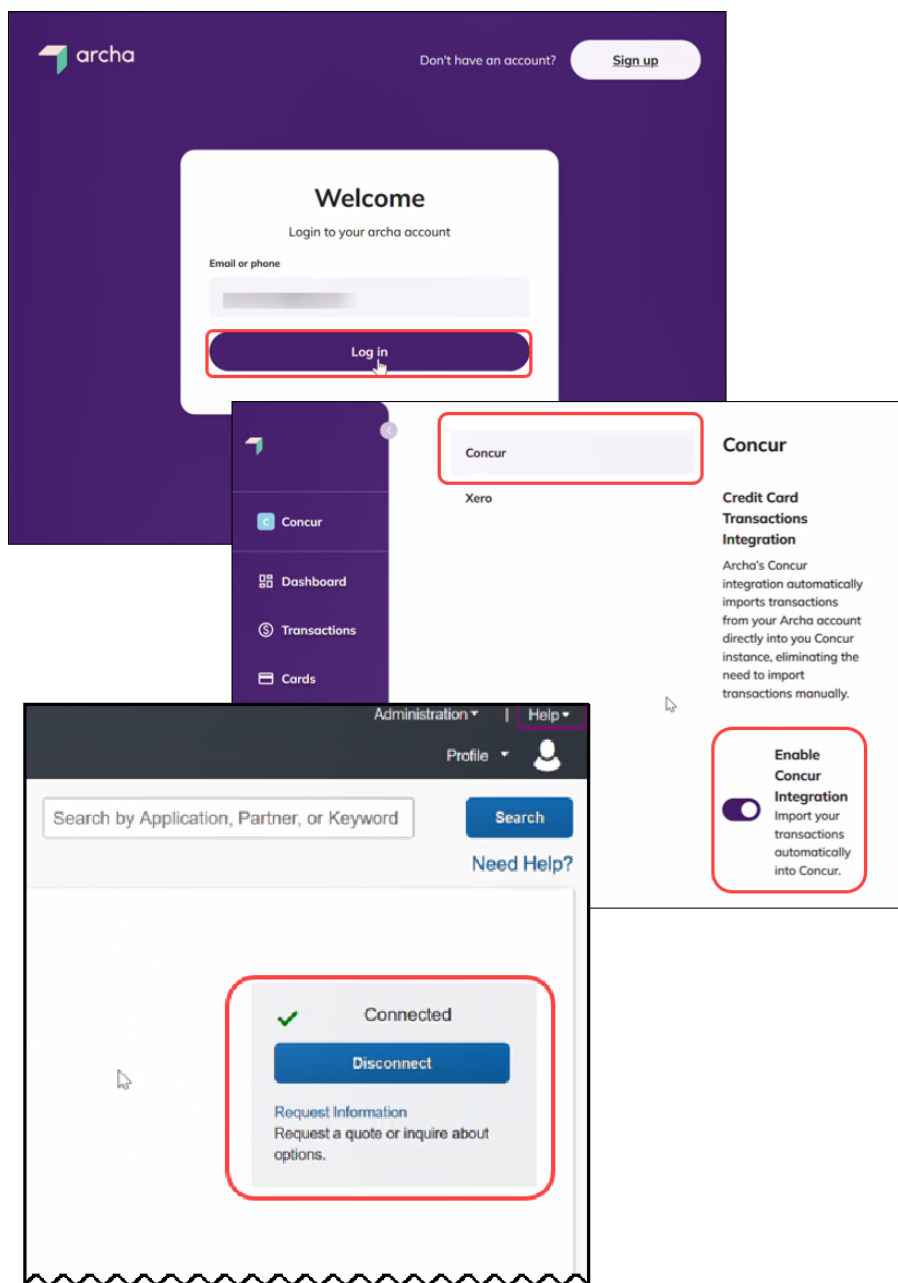 archa
Don't have an account?
Sign up
Welcome
Login to your archa account
Email or phone
Log in
Concur
Dashboard
Transactions
Cards
Concur
Xero
Concur
Credit Card
Transactions
Integration
Archa's Concur
integration automatically
imports transactions
from your Archa account
directly into you Concur
instance, eliminating the
need to import
transactions manually.
Enable
Concur
Integration
Import your
transactions
automatically
into Concur.
Administration | Help
Profile
Search by Application, Partner, or Keyword
Search
Need Help?
Connected
Disconnect
Request Information
Request a quote or inquire about
options.